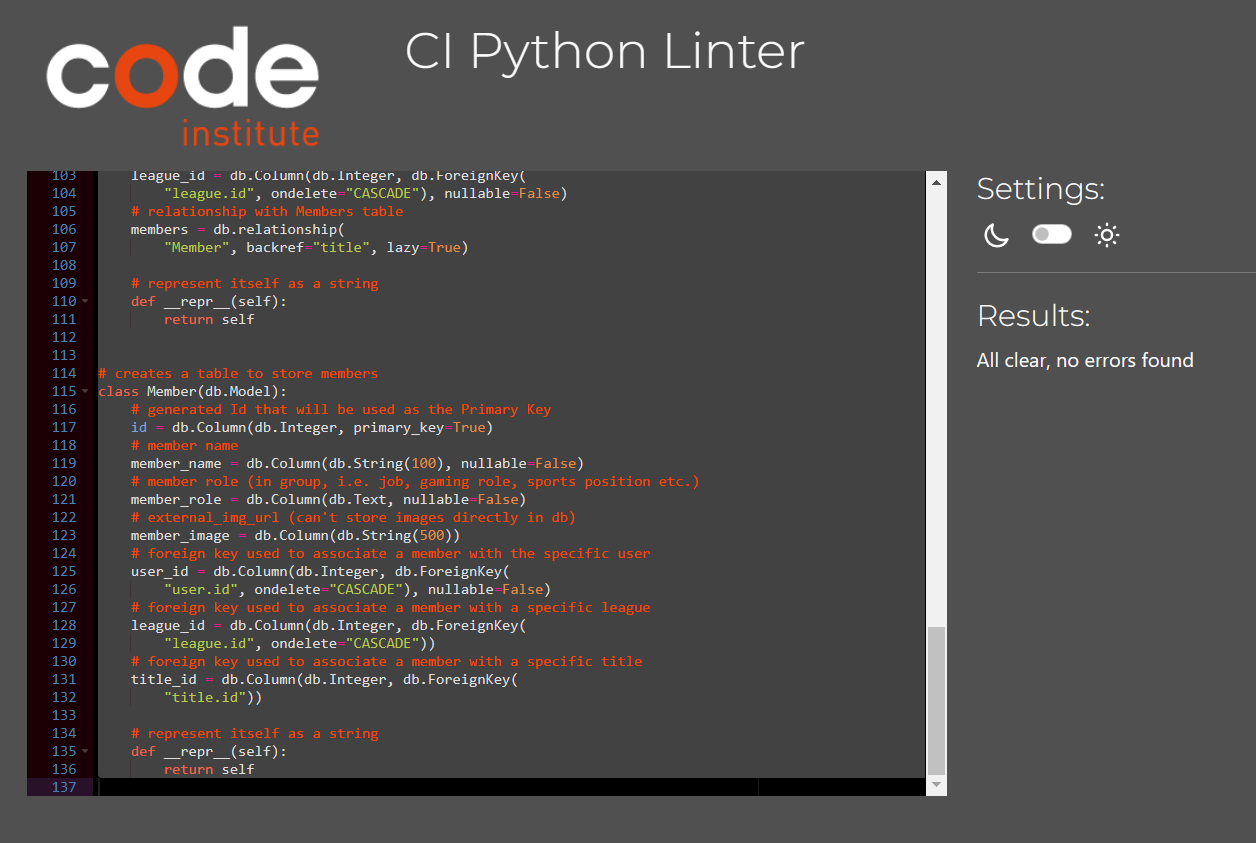 code
institute
CI Python Linter
103     league_id = db.Column(db.Integer, db.ForeignKey(
104         "league.id", ondelete="CASCADE"), nullable=False)
105     # relationship with Members table
106     members = db.relationship(
107         "Member", backref="title", lazy=True)
108
109     # represent itself as a string
110     def __repr__(self):
111         return self
112
113
114 # creates a table to store members
115 class Member(db.Model):
116     # generated Id that will be used as the Primary Key
117     id = db.Column(db.Integer, primary_key=True)
118     # member name
119     member_name = db.Column(db.String(100), nullable=False)
120     # member role (in group, i.e. job, gaming role, sports position etc.)
121     member_role = db.Column(db.Text, nullable=False)
122     # external_img_url (can't store images directly in db)
123     member_image = db.Column(db.String(500))
124     # foreign key used to associate a member with the specific user
125     user_id = db.Column(db.Integer, db.ForeignKey(
126         "user.id", ondelete="CASCADE"), nullable=False)
127     # foreign key used to associate a member with a specific league
128     league_id = db.Column(db.Integer, db.ForeignKey(
129         "league.id", ondelete="CASCADE"))
130     # foreign key used to associate a member with a specific title
131     title_id = db.Column(db.Integer, db.ForeignKey(
132         "title.id"))
133
134     # represent itself as a string
135     def __repr__(self):
136         return self
137
Settings:
Results:
All clear, no errors found